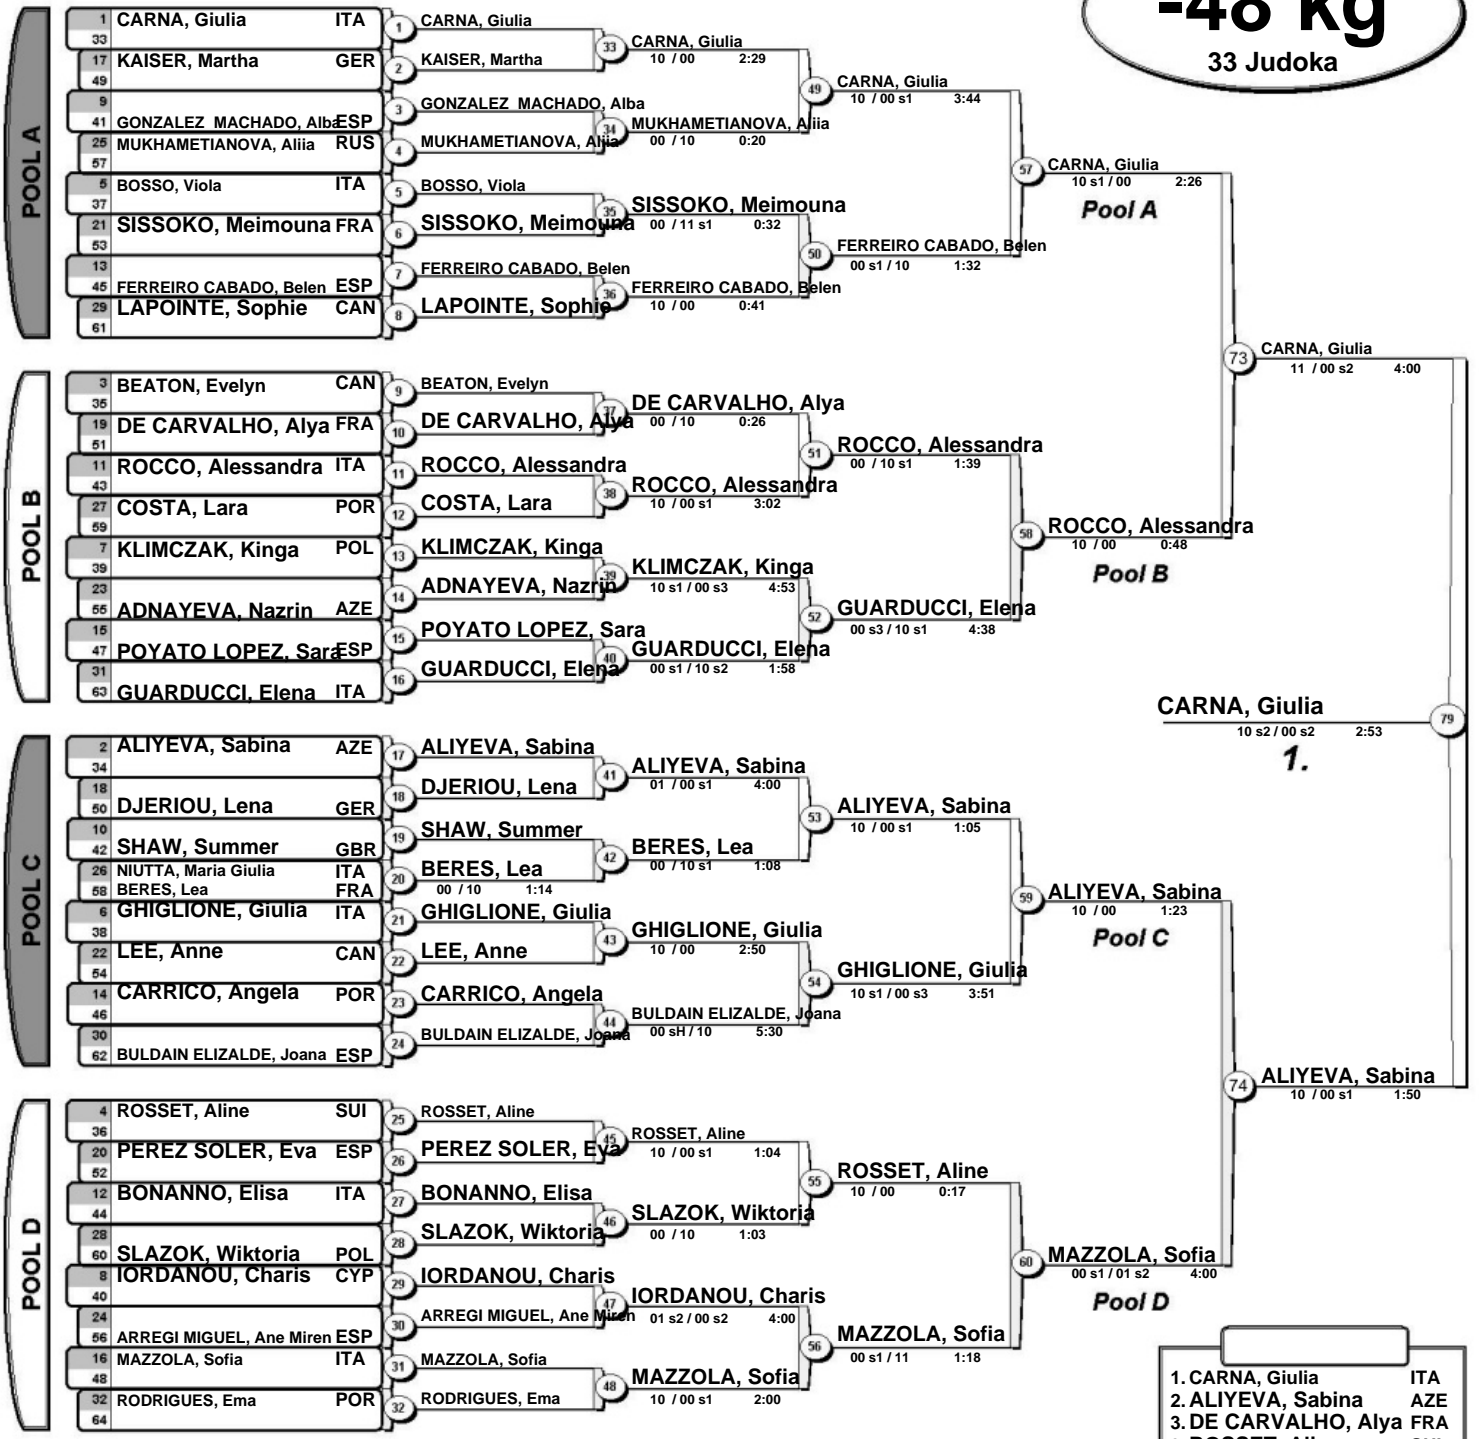 -48 kg
33 Judoka
POOL A
1 CARNA, Giulia ITA
33
17 KAISER, Martha GER
49
9
41 GONZALEZ MACHADO, Alba ESP
25 MUKHAMETIANOVA, Aliia RUS
57
5 BOSSO, Viola ITA
37
21 SISSOKO, Meimouna FRA
53
13
45 FERREIRO CABADO, Belen ESP
29 LAPOINTE, Sophie CAN
61
1 CARNA, Giulia
2 KAISER, Martha
3 GONZALEZ MACHADO, Alba
4 MUKHAMETIANOVA, Aliia
5 BOSSO, Viola
6 SISSOKO, Meimouna
7 FERREIRO CABADO, Belen
8 LAPOINTE, Sophie
33 CARNA, Giulia
10 / 00 2:29
34 MUKHAMETIANOVA, Aliia
00 / 10 0:20
35 SISSOKO, Meimouna
00 / 11 s1 0:32
36 FERREIRO CABADO, Belen
10 / 00 0:41
49 CARNA, Giulia
10 / 00 s1 3:44
50 FERREIRO CABADO, Belen
00 s1 / 10 1:32
57 CARNA, Giulia
10 s1 / 00 2:26
Pool A
POOL B
3 BEATON, Evelyn CAN
35
19 DE CARVALHO, Alya FRA
51
11 ROCCO, Alessandra ITA
43
27 COSTA, Lara POR
59
7 KLIMCZAK, Kinga POL
39
23
55 ADNAYEVA, Nazrin AZE
15
47 POYATO LOPEZ, Sara ESP
31
63 GUARDUCCI, Elena ITA
9 BEATON, Evelyn
10 DE CARVALHO, Alya
11 ROCCO, Alessandra
12 COSTA, Lara
13 KLIMCZAK, Kinga
14 ADNAYEVA, Nazrin
15 POYATO LOPEZ, Sara
16 GUARDUCCI, Elena
37 DE CARVALHO, Alya
00 / 10 0:26
38 ROCCO, Alessandra
10 / 00 s1 3:02
39 KLIMCZAK, Kinga
10 s1 / 00 s3 4:53
40 GUARDUCCI, Elena
00 s1 / 10 s2 1:58
51 ROCCO, Alessandra
00 / 10 s1 1:39
52 GUARDUCCI, Elena
00 s3 / 10 s1 4:38
58 ROCCO, Alessandra
10 / 00 0:48
Pool B
73 CARNA, Giulia
11 / 00 s2 4:00
CARNA, Giulia 79
10 s2 / 00 s2 2:53
1.
POOL C
2 ALIYEVA, Sabina AZE
34
18
50 DJERIOU, Lena GER
10
42 SHAW, Summer GBR
26 NIUTTA, Maria Giulia ITA
58 BERES, Lea FRA
6 GHIGLIONE, Giulia ITA
38
22 LEE, Anne CAN
54
14 CARRICO, Angela POR
46
30
62 BULDAIN ELIZALDE, Joana ESP
17 ALIYEVA, Sabina
18 DJERIOU, Lena
19 SHAW, Summer
20 BERES, Lea
00 / 10 1:14
21 GHIGLIONE, Giulia
22 LEE, Anne
23 CARRICO, Angela
24 BULDAIN ELIZALDE, Joana
41 ALIYEVA, Sabina
01 / 00 s1 4:00
42 BERES, Lea
00 / 10 s1 1:08
43 GHIGLIONE, Giulia
10 / 00 2:50
44 BULDAIN ELIZALDE, Joana
00 sH / 10 5:30
53 ALIYEVA, Sabina
10 / 00 s1 1:05
54 GHIGLIONE, Giulia
10 s1 / 00 s3 3:51
59 ALIYEVA, Sabina
10 / 00 1:23
Pool C
POOL D
4 ROSSET, Aline SUI
36
20 PEREZ SOLER, Eva ESP
52
12 BONANNO, Elisa ITA
44
28
60 SLAZOK, Wiktoria POL
8 IORDANOU, Charis CYP
40
24
56 ARREGI MIGUEL, Ane Miren ESP
16 MAZZOLA, Sofia ITA
48
32 RODRIGUES, Ema POR
64
25 ROSSET, Aline
26 PEREZ SOLER, Eva
27 BONANNO, Elisa
28 SLAZOK, Wiktoria
29 IORDANOU, Charis
30 ARREGI MIGUEL, Ane Miren
31 MAZZOLA, Sofia
32 RODRIGUES, Ema
45 ROSSET, Aline
10 / 00 s1 1:04
46 SLAZOK, Wiktoria
00 / 10 1:03
47 IORDANOU, Charis
01 s2 / 00 s2 4:00
48 MAZZOLA, Sofia
10 / 00 s1 2:00
55 ROSSET, Aline
10 / 00 0:17
56 MAZZOLA, Sofia
00 s1 / 11 1:18
60 MAZZOLA, Sofia
00 s1 / 01 s2 4:00
Pool D
74 ALIYEVA, Sabina
10 / 00 s1 1:50
1. CARNA, Giulia ITA
2. ALIYEVA, Sabina AZE
3. DE CARVALHO, Alya FRA